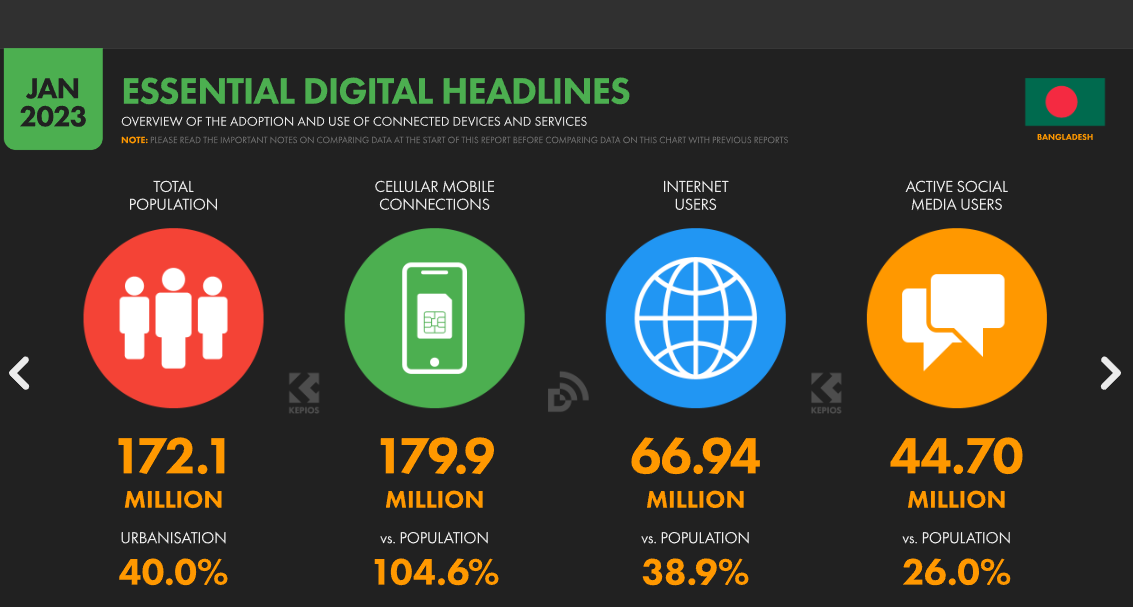 JAN
2023
ESSENTIAL DIGITAL HEADLINES
OVERVIEW OF THE ADOPTION AND USE OF CONNECTED DEVICES AND SERVICES
NOTE: PLEASE READ THE IMPORTANT NOTES ON COMPARING DATA AT THE START OF THIS REPORT BEFORE COMPARING DATA ON THIS CHART WITH PREVIOUS REPORTS
BANGLADESH
TOTAL
POPULATION
172.1
MILLION
URBANISATION
40.0%
CELLULAR MOBILE
CONNECTIONS
179.9
MILLION
vs. POPULATION
104.6%
INTERNET
USERS
66.94
MILLION
vs. POPULATION
38.9%
ACTIVE SOCIAL
MEDIA USERS
44.70
MILLION
vs. POPULATION
26.0%
KEPIOS
KEPIOS